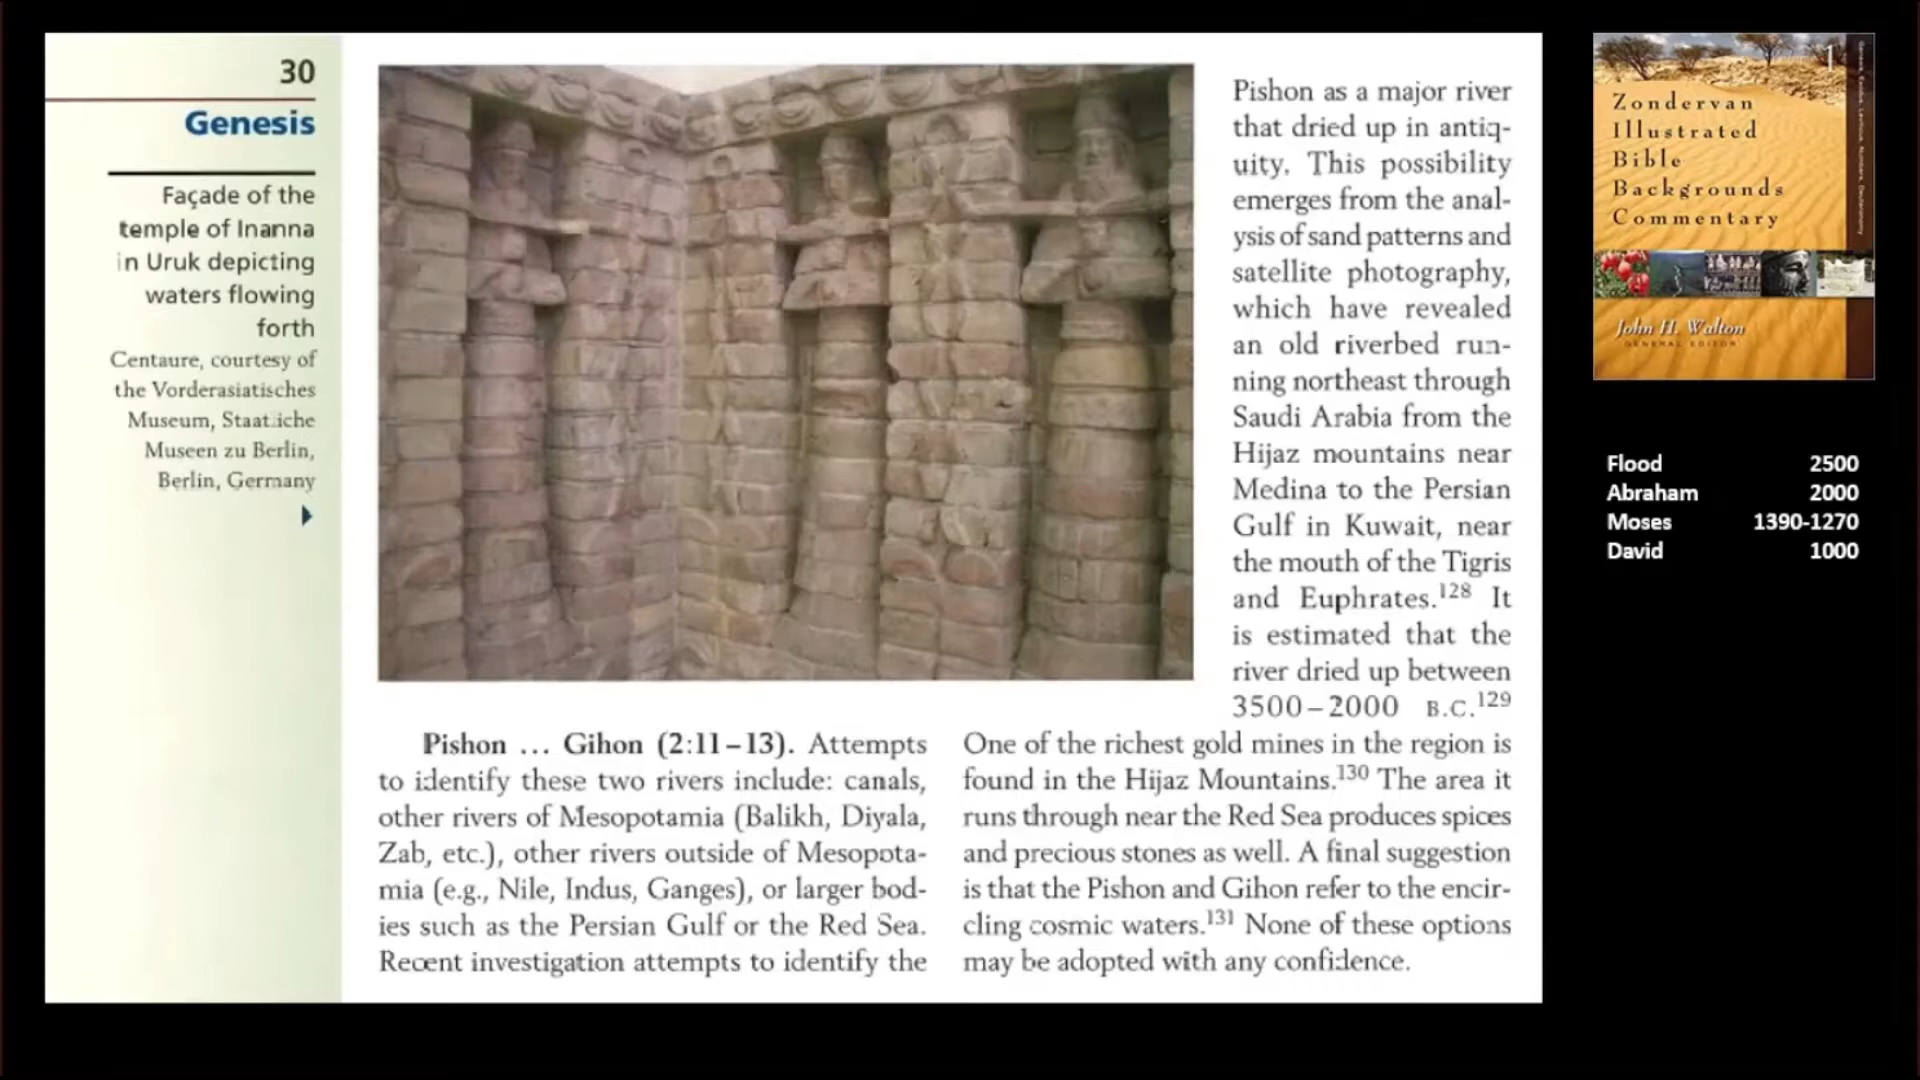 30
Genesis
Façade of the
temple of Inanna
in Uruk depicting
waters flowing
forth
Centaure, courtesy of
the Vorderasiatisches
Museum, Staatliche
Museen zu Berlin,
Berlin, Germany
Pishon ... Gihon (2:11–13). Attempts
to identify these two rivers include: canals,
other rivers of Mesopotamia (Balikh, Diyala,
Zab, etc.), other rivers outside of Mesopota-
mia (e.g., Nile, Indus, Ganges), or larger bod-
ies such as the Persian Gulf or the Red Sea.
Recent investigation attempts to identify the
Pishon as a major river
that dried up in antiq-
uity. This possibility
emerges from the anal-
ysis of sand patterns and
satellite photography,
which have revealed
an old riverbed run-
ning northeast through
Saudi Arabia from the
Hijaz mountains near
Medina to the Persian
Gulf in Kuwait, near
the mouth of the Tigris
and Euphrates.128 It
is estimated that the
river dried up between
3500–2000 B.C.129
One of the richest gold mines in the region is
found in the Hijaz Mountains.130 The area it
runs through near the Red Sea produces spices
and precious stones as well. A final suggestion
is that the Pishon and Gihon refer to the encir-
cling cosmic waters.131 None of these options
may be adopted with any confidence.
1
Genesis, Exodus, Leviticus, Numbers, Deuteronomy
Zondervan
Illustrated
Bible
Backgrounds
Commentary
John H. Walton
GENERAL EDITOR
Flood 2500
Abraham 2000
Moses 1390-1270
David 1000